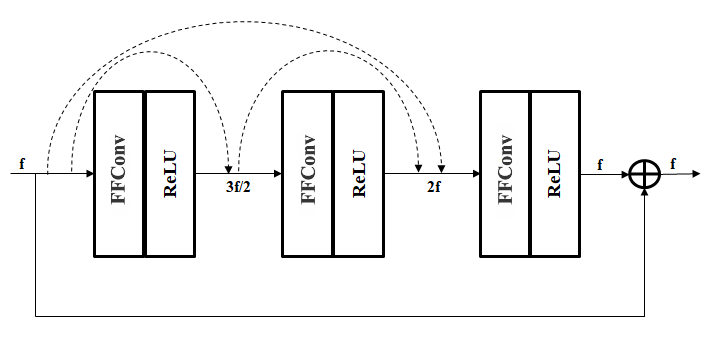 f
FFConv
ReLU
3f/2
FFConv
ReLU
2f
FFConv
ReLU
f
f